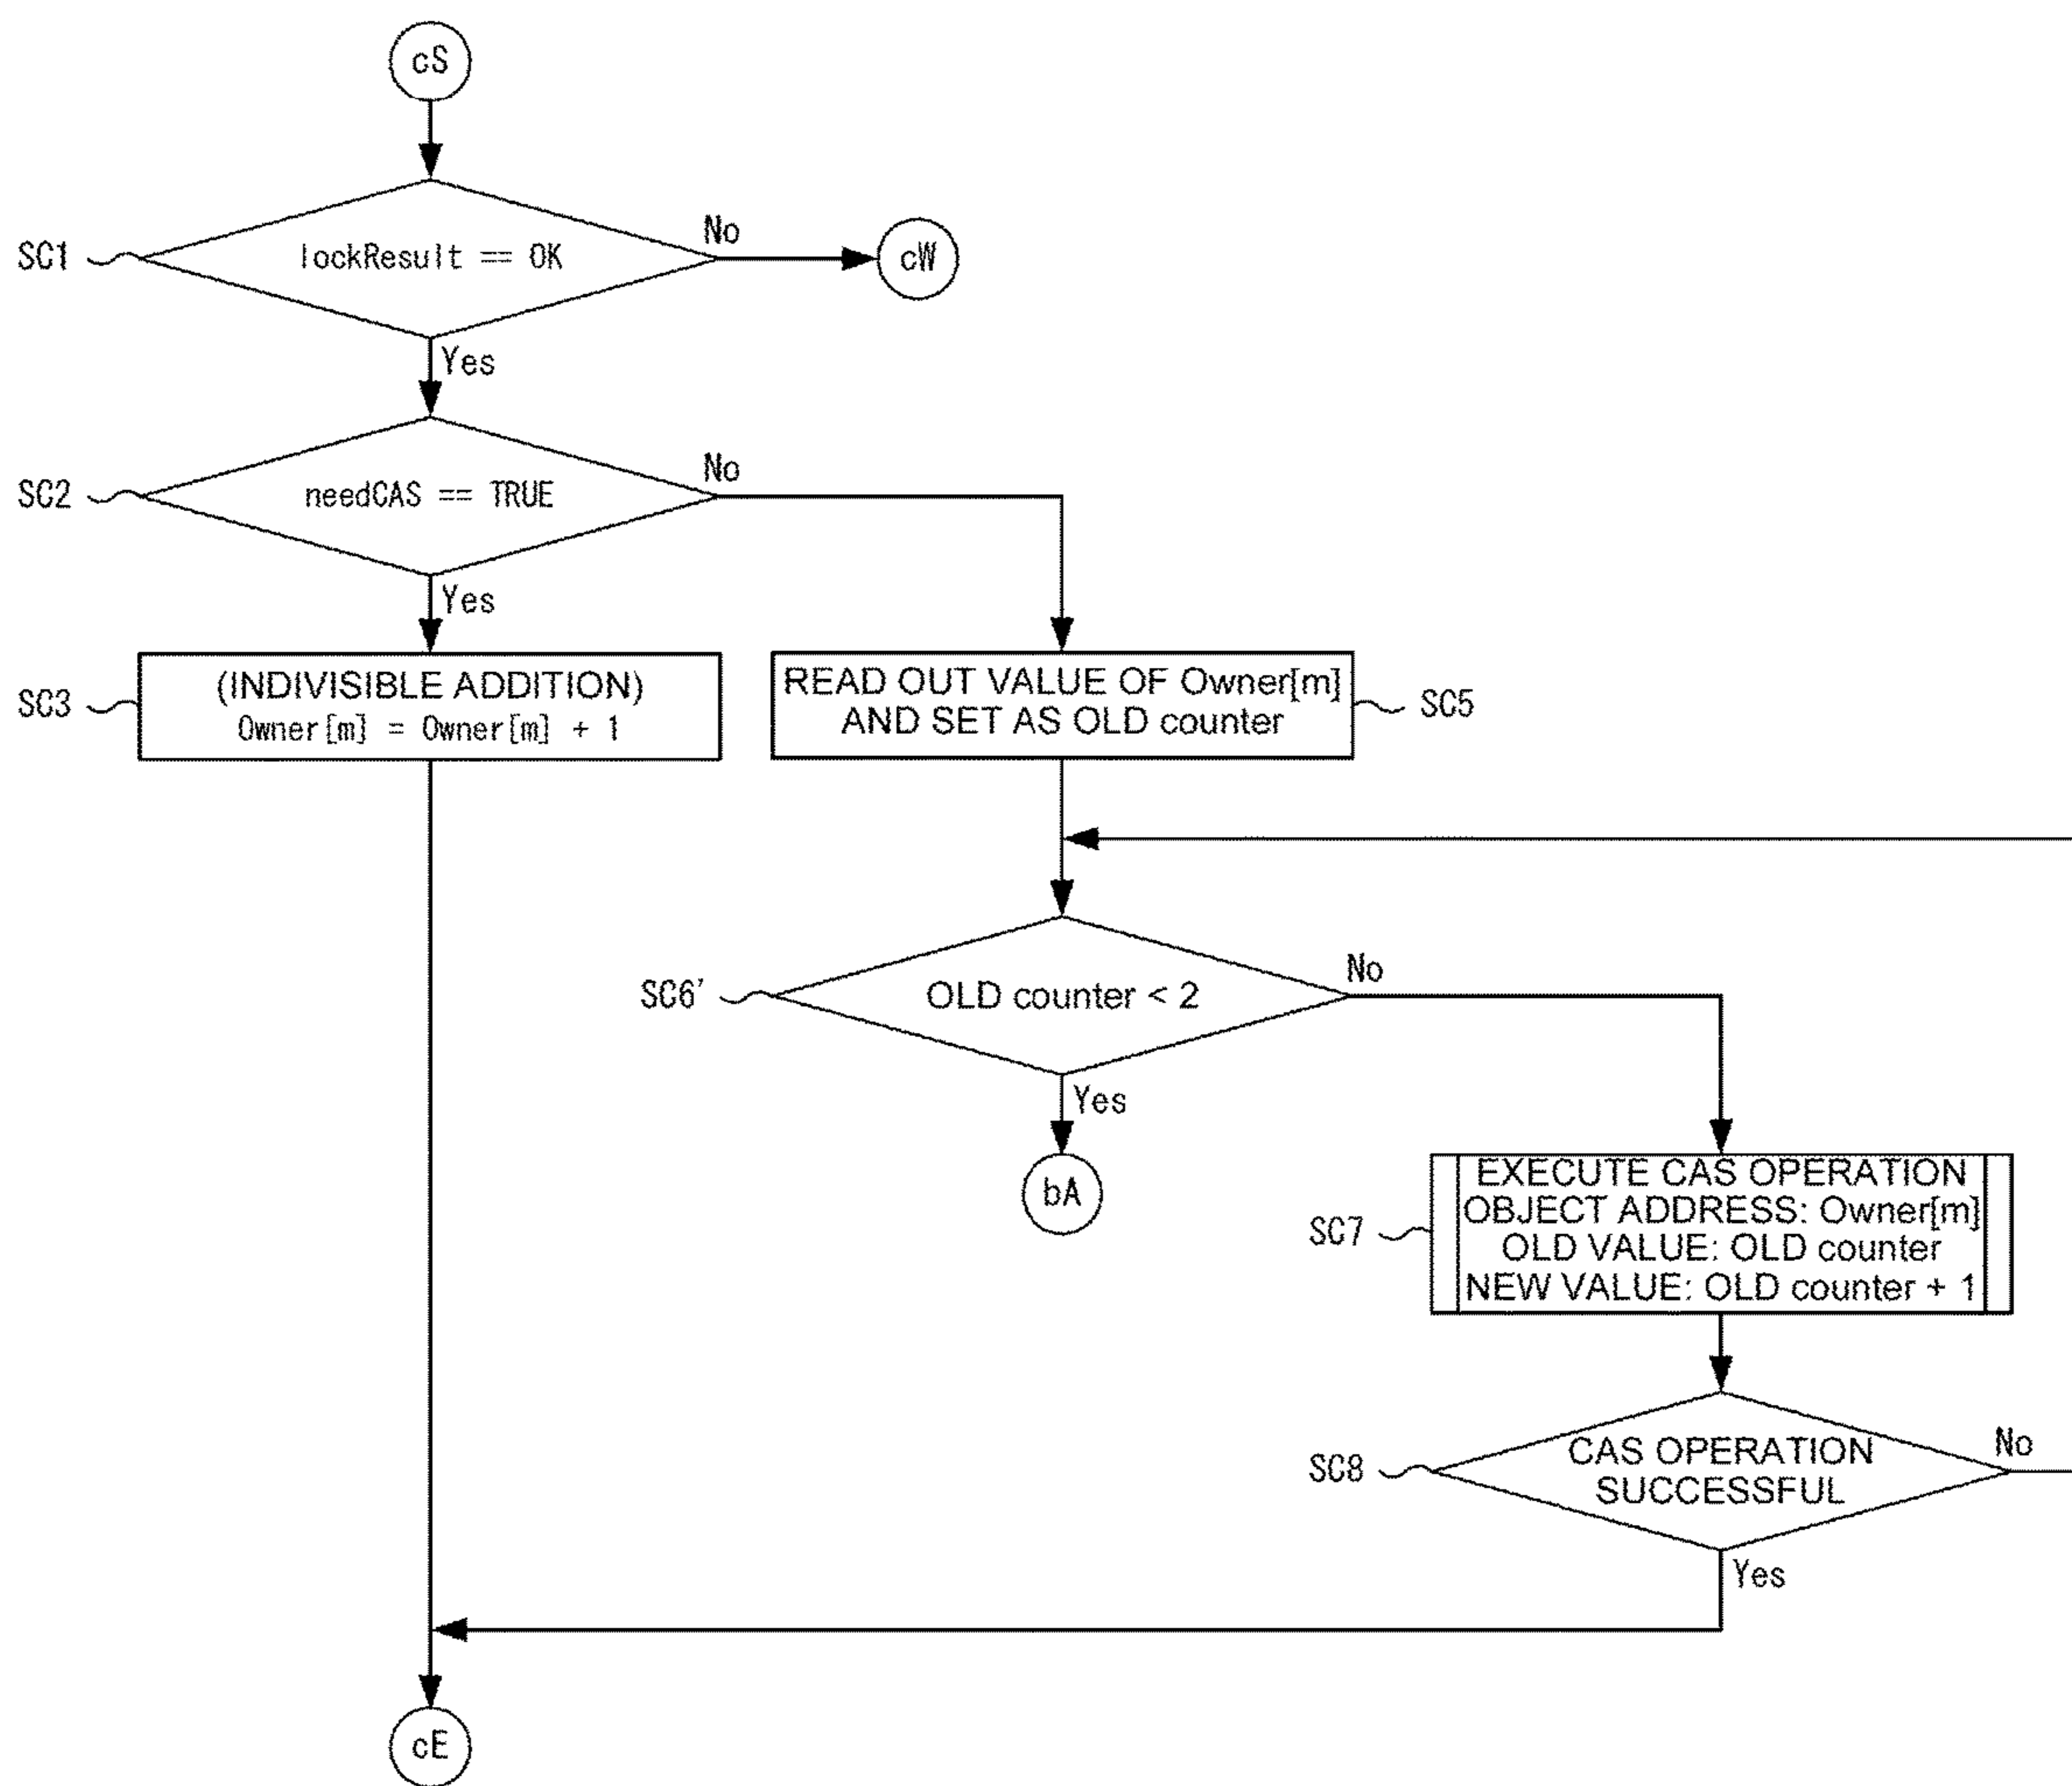 cS
SC1
lockResult == OK
No
cW
Yes
SC2
needCAS == TRUE
No
Yes
SC3
(INDIVISIBLE ADDITION)
Owner[m] = Owner[m] + 1
READ OUT VALUE OF Owner[m]
AND SET AS OLD counter
SC5
SC6'
OLD counter < 2
No
Yes
bA
SC7
EXECUTE CAS OPERATION
OBJECT ADDRESS: Owner[m]
OLD VALUE: OLD counter
NEW VALUE: OLD counter + 1
SC8
CAS OPERATION
SUCCESSFUL
No
Yes
cE